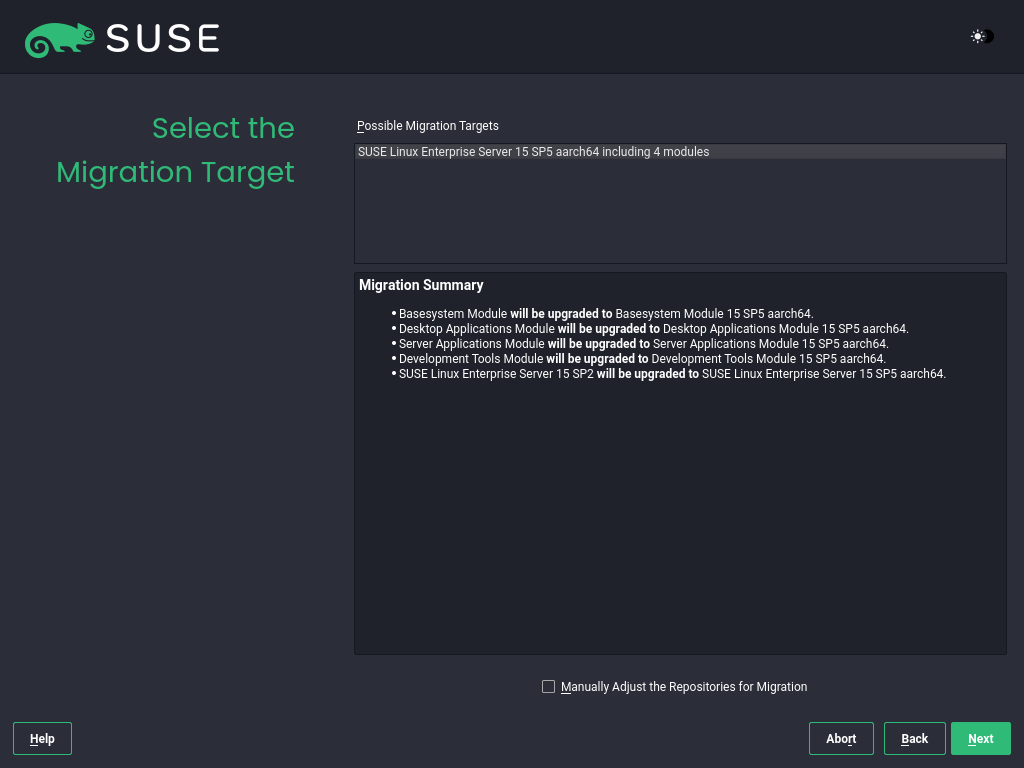 SUSE
Select the
Migration Target
Possible Migration Targets
SUSE Linux Enterprise Server 15 SP5 aarch64 including 4 modules
Migration Summary
• Basesystem Module will be upgraded to Basesystem Module 15 SP5 aarch64.
• Desktop Applications Module will be upgraded to Desktop Applications Module 15 SP5 aarch64.
• Server Applications Module will be upgraded to Server Applications Module 15 SP5 aarch64.
• Development Tools Module will be upgraded to Development Tools Module 15 SP5 aarch64.
• SUSE Linux Enterprise Server 15 SP2 will be upgraded to SUSE Linux Enterprise Server 15 SP5 aarch64.
Manually Adjust the Repositories for Migration
Help
Abort
Back
Next